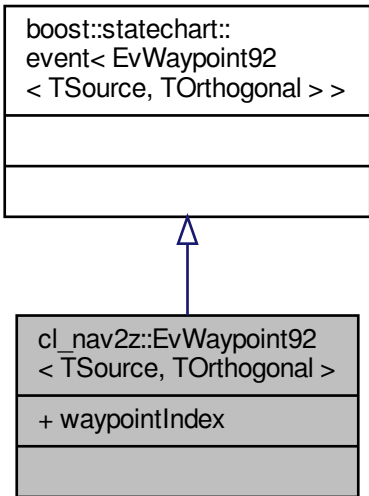 boost::statechart::
event< EvWaypoint92
< TSource, TOrthogonal > >
cl_nav2z::EvWaypoint92
< TSource, TOrthogonal >
+ waypointIndex